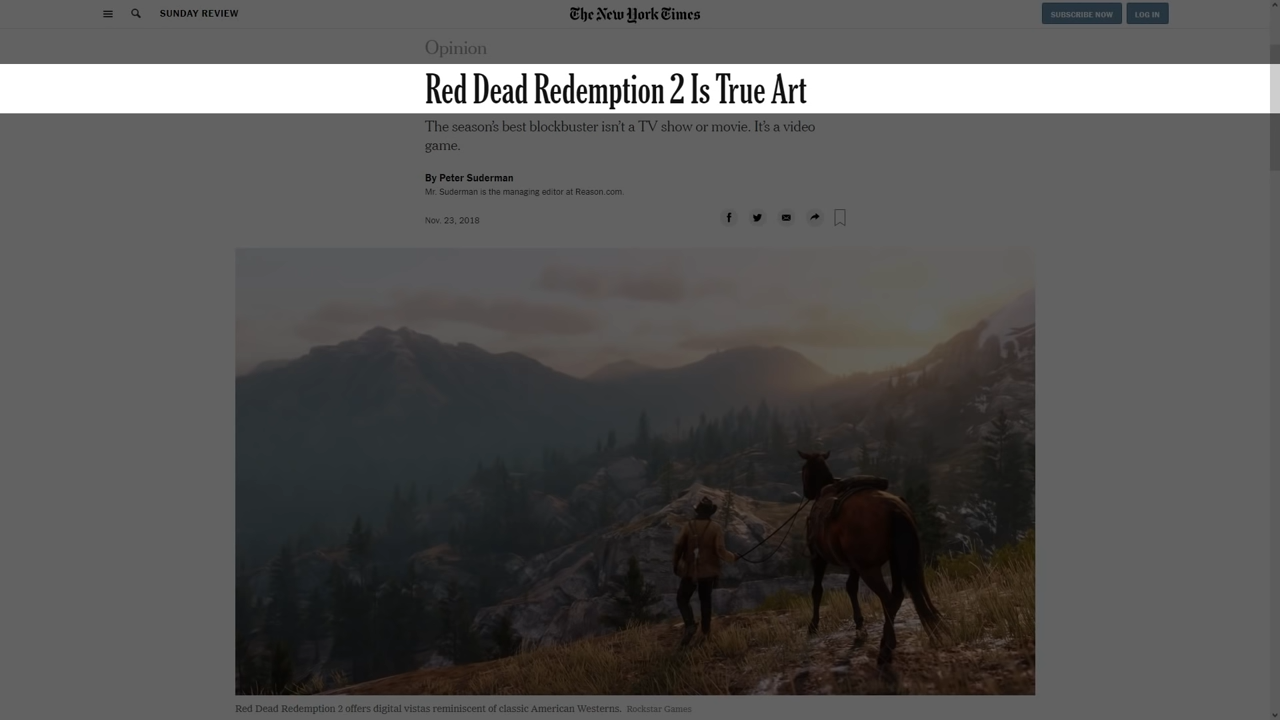 SUNDAY REVIEW
The New York Times
SUBSCRIBE NOW
LOG IN
Opinion
Red Dead Redemption 2 Is True Art
The season's best blockbuster isn't a TV show or movie. It's a video
game.
By Peter Suderman
Mr. Suderman is the managing editor at Reason.com.
Nov. 23, 2018
Red Dead Redemption 2 offers digital vistas reminiscent of classic American Westerns. Rockstar Games